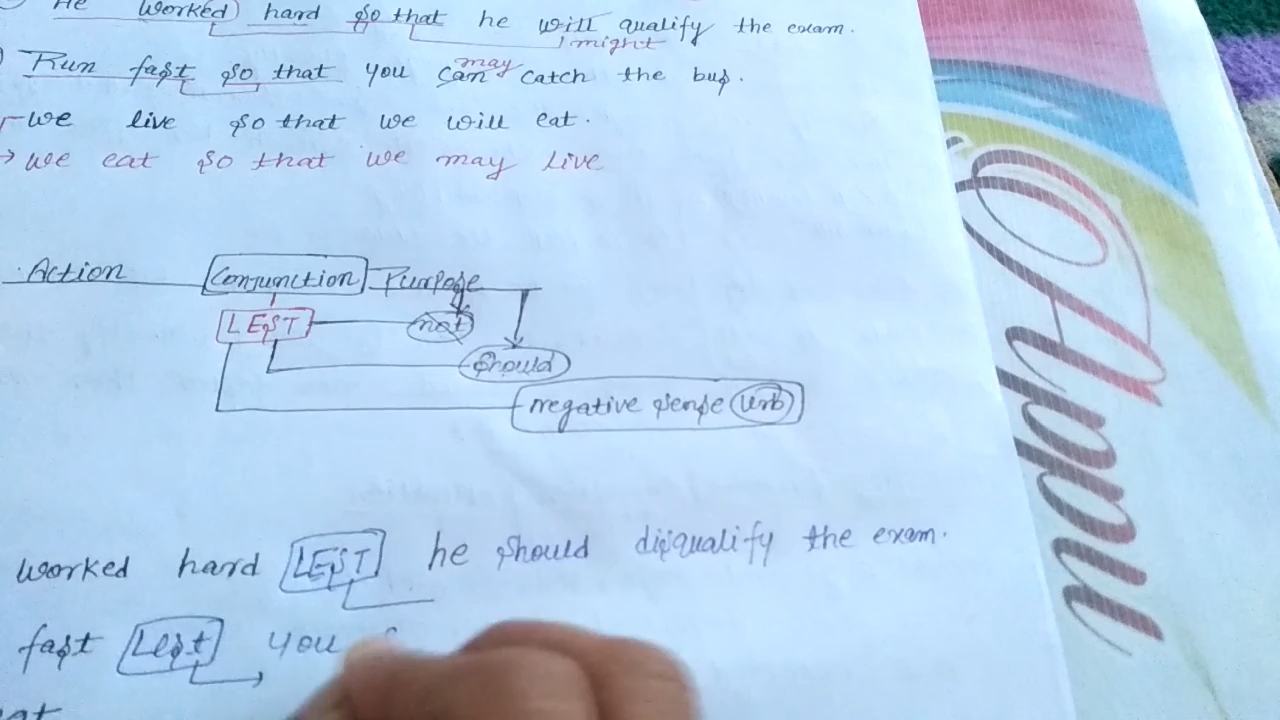 He worked hard so that he will qualify the exam.
might
Run fast so that you can catch the bus.
may
we live so that we will eat.
→ we eat so that we may live
Action Conjunction Purpose
LEST not
should
negative sense verb
worked hard LEST he should disqualify the exam.
fast Lest you